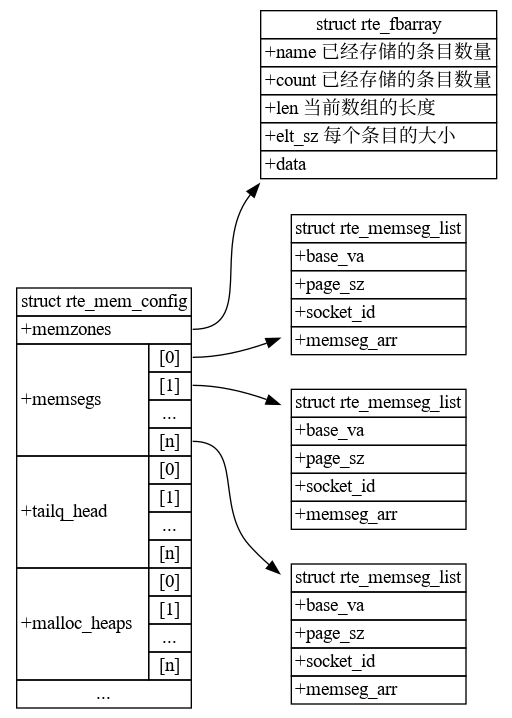 struct rte_fbarray
+name 已经存储的条目数量
+count 已经存储的条目数量
+len 当前数组的长度
+elt_sz 每个条目的大小
+data
struct rte_memseg_list
+base_va
+page_sz
+socket_id
+memseg_arr
struct rte_mem_config
+memzones
+memsegs
[0]
[1]
...
[n]
+tailq_head
[0]
[1]
...
[n]
+malloc_heaps
[0]
[1]
...
[n]
...
struct rte_memseg_list
+base_va
+page_sz
+socket_id
+memseg_arr
struct rte_memseg_list
+base_va
+page_sz
+socket_id
+memseg_arr